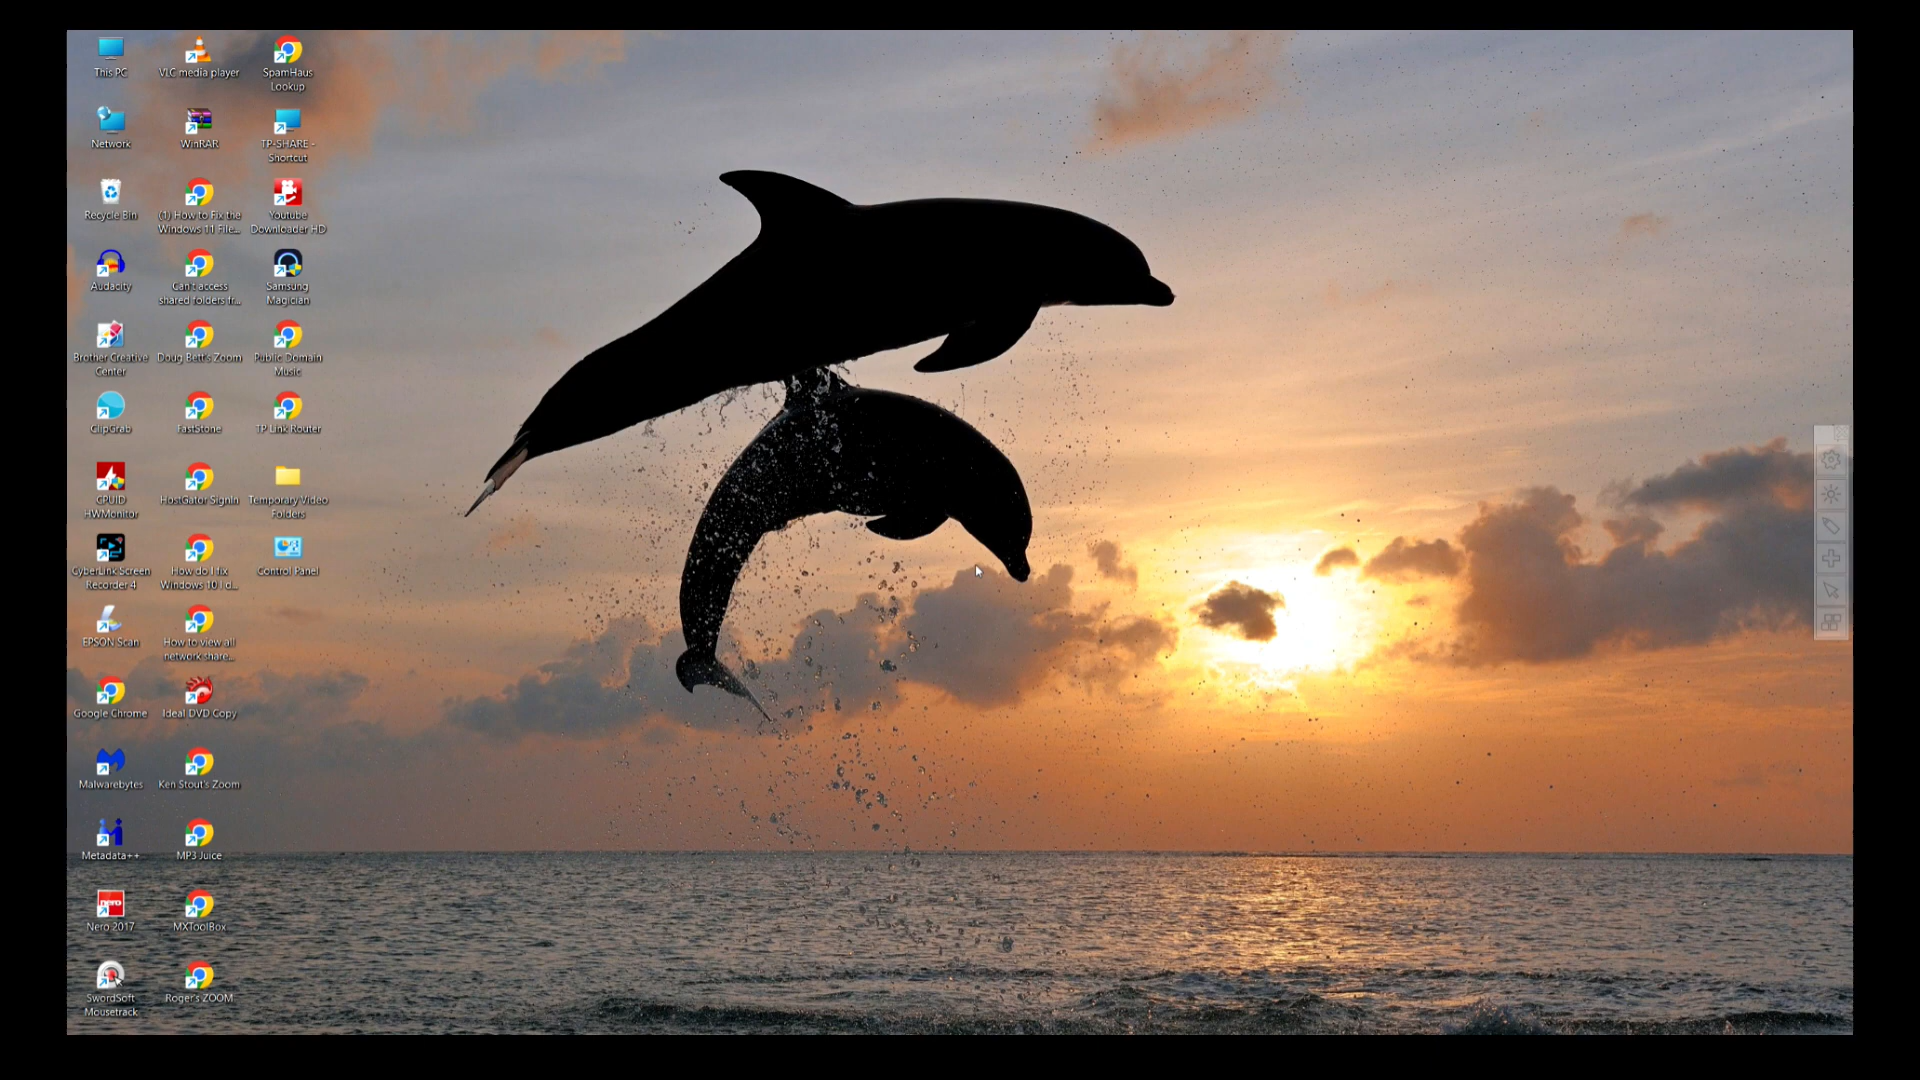 This PC
VLC media player
SpamHaus
Lookup
Network
WinRAR
TP-SHARE -
Shortcut
Recycle Bin
(1) How to Fix the
Windows 11 File...
Youtube
Downloader HD
Audacity
Can't access
shared folders fr...
Samsung
Magician
Brother Creative
Center
Doug Bett's Zoom
Public Domain
Music
ClipGrab
FastStone
TP Link Router
CPUID
HWMonitor
HostGator SignIn
Temporary Video
Folders
CyberLink Screen
Recorder 4
How do I fix
Windows 10 I d...
Control Panel
EPSON Scan
How to view all
network share...
Google Chrome
Ideal DVD Copy
Malwarebytes
Ken Stout's Zoom
Metadata++
MP3 Juice
nero
Nero 2017
MXToolBox
SwordSoft
Mousetrack
Roger's ZOOM